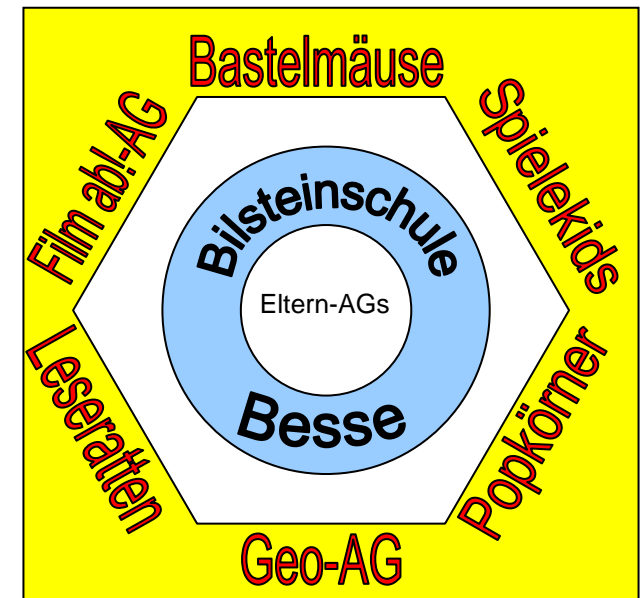 Bastelmäuse
Spielekids
Popkörner
Geo-AG
Leseratten
Film ab!-AG
Bilsteinschule
Eltern-AGs
Besse